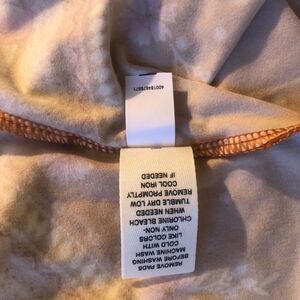 REMOVE PADS
BEFORE WASHING
MACHINE WASH
COLD WITH
LIKE COLORS
ONLY NON-
CHLORINE BLEACH
WHEN NEEDED
TUMBLE DRY LOW
REMOVE PROMPTLY
COOL IRON
IF NEEDED